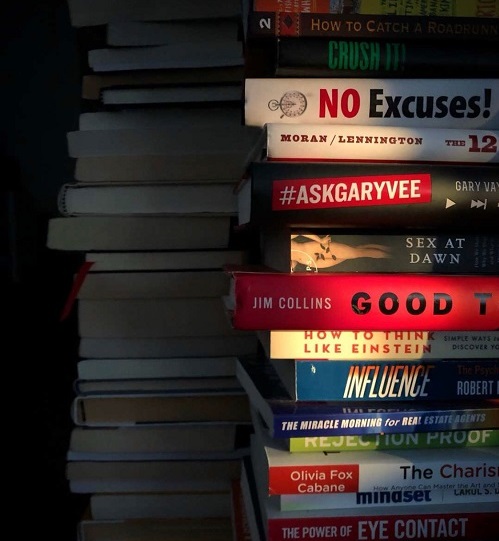 2
HOW TO CATCH A ROADRUNN
CRUSH IT!
NO Excuses!
MORAN/LENNINGTON THE 12
#ASKGARYVEE GARY VAY
SEX AT
DAWN
JIM COLLINS GOOD T
HOW TO THINK
LIKE EINSTEIN
SIMPLE WAYS
DISCOVER YO
INFLUENCE The Psych
ROBERT
THE MIRACLE MORNING for REAL ESTATE AGENTS
REJECTION PROOF
Olivia Fox
Cabane
The Charis
How Anyone Can Master the Art and
mindset CAROL S. D
THE POWER OF EYE CONTACT